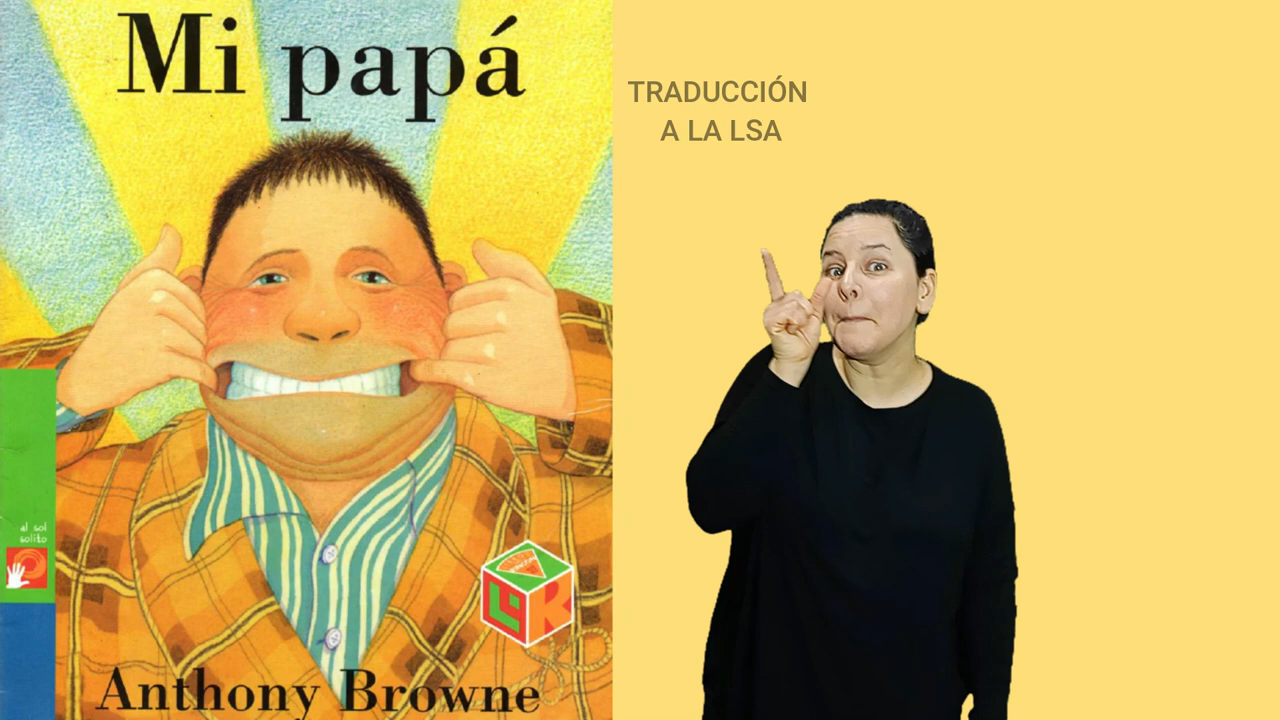 Mi papá
TRADUCCIÓN
A LA LSA
al sol
solito
Anthony Browne